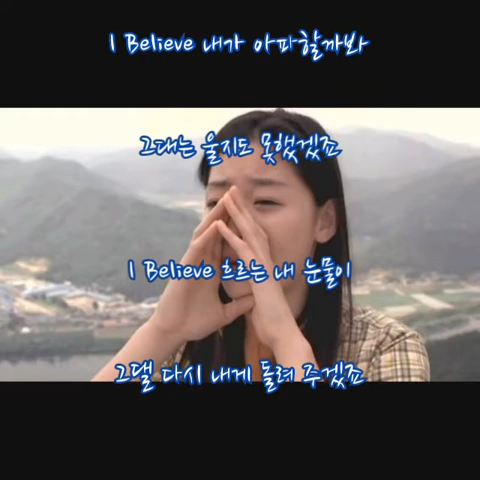 I Believe 내가 아파할까봐
그대는 울지도 못했겠죠
I Believe 흐르는 내 눈물이
그댈 다시 내게 돌려 주겠죠